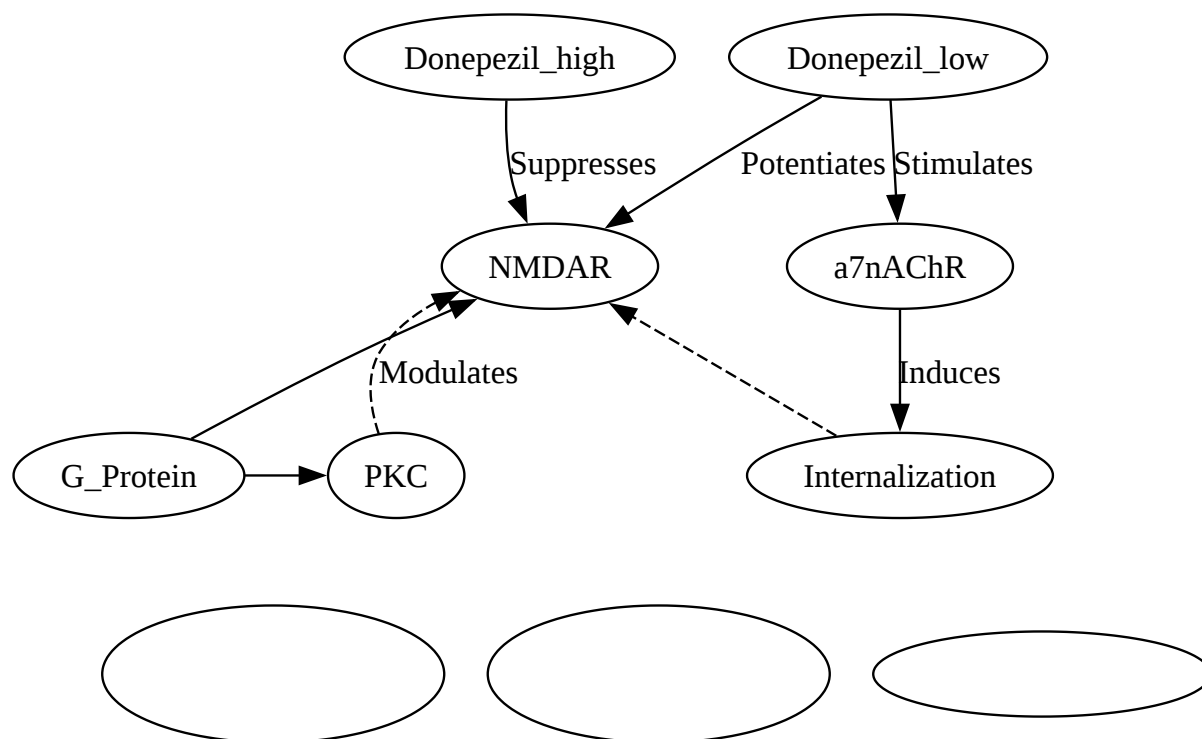 Donepezil_high
Donepezil_low
Suppresses
Potentiates
Stimulates
NMDAR
a7nAChR
Modulates
Induces
G_Protein
PKC
Internalization